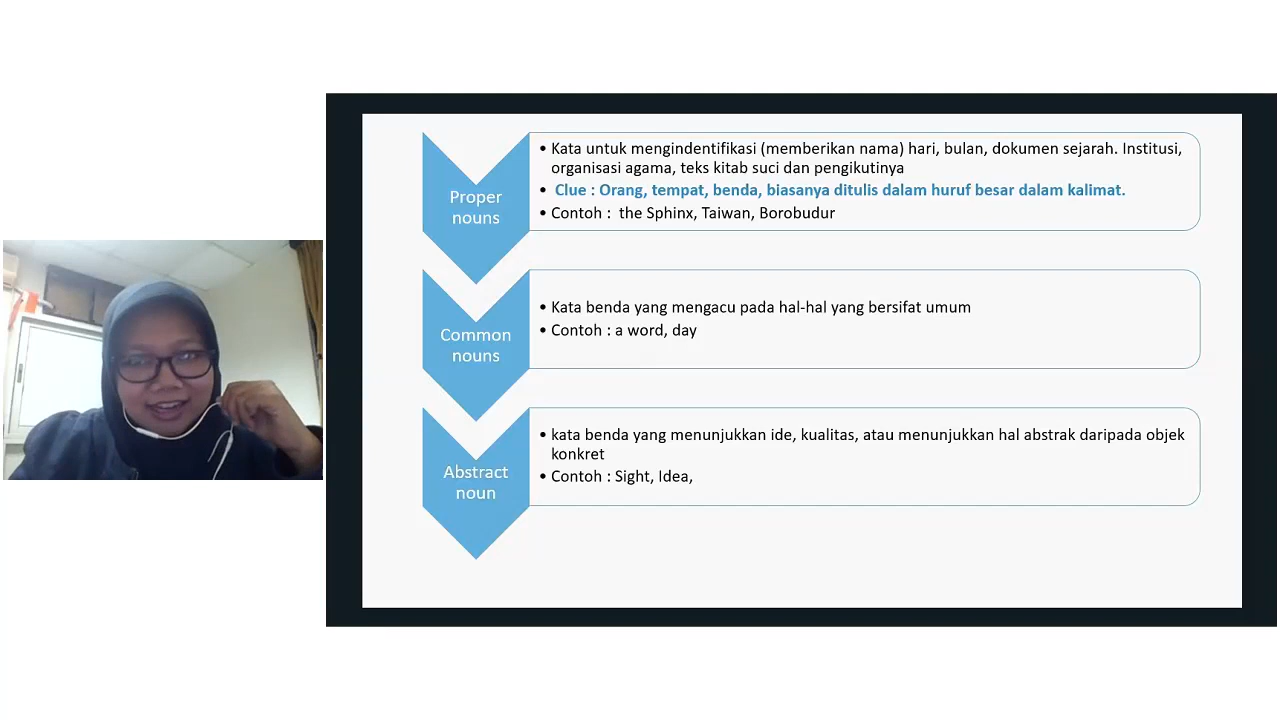 Proper
nouns
• Kata untuk mengindentifikasi (memberikan nama) hari, bulan, dokumen sejarah. Institusi,
organisasi agama, teks kitab suci dan pengikutinya
• Clue : Orang, tempat, benda, biasanya ditulis dalam huruf besar dalam kalimat.
• Contoh : the Sphinx, Taiwan, Borobudur
Common
nouns
• Kata benda yang mengacu pada hal-hal yang bersifat umum
• Contoh : a word, day
Abstract
noun
• kata benda yang menunjukkan ide, kualitas, atau menunjukkan hal abstrak daripada objek
konkret
• Contoh : Sight, Idea,